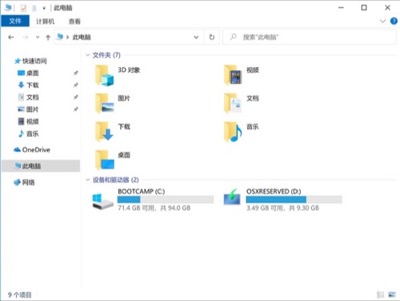 此电脑
文件 计算机 查看
此电脑
搜索"此电脑"
快速访问
桌面
下载
文档
图片
视频
音乐
OneDrive
此电脑
网络
文件夹 (7)
3D 对象
视频
图片
文档
下载
音乐
桌面
设备和驱动器 (2)
BOOTCAMP (C:)
71.4 GB 可用，共 94.0 GB
OSXRESERVED (D:)
3.49 GB 可用，共 9.30 GB
9 个项目